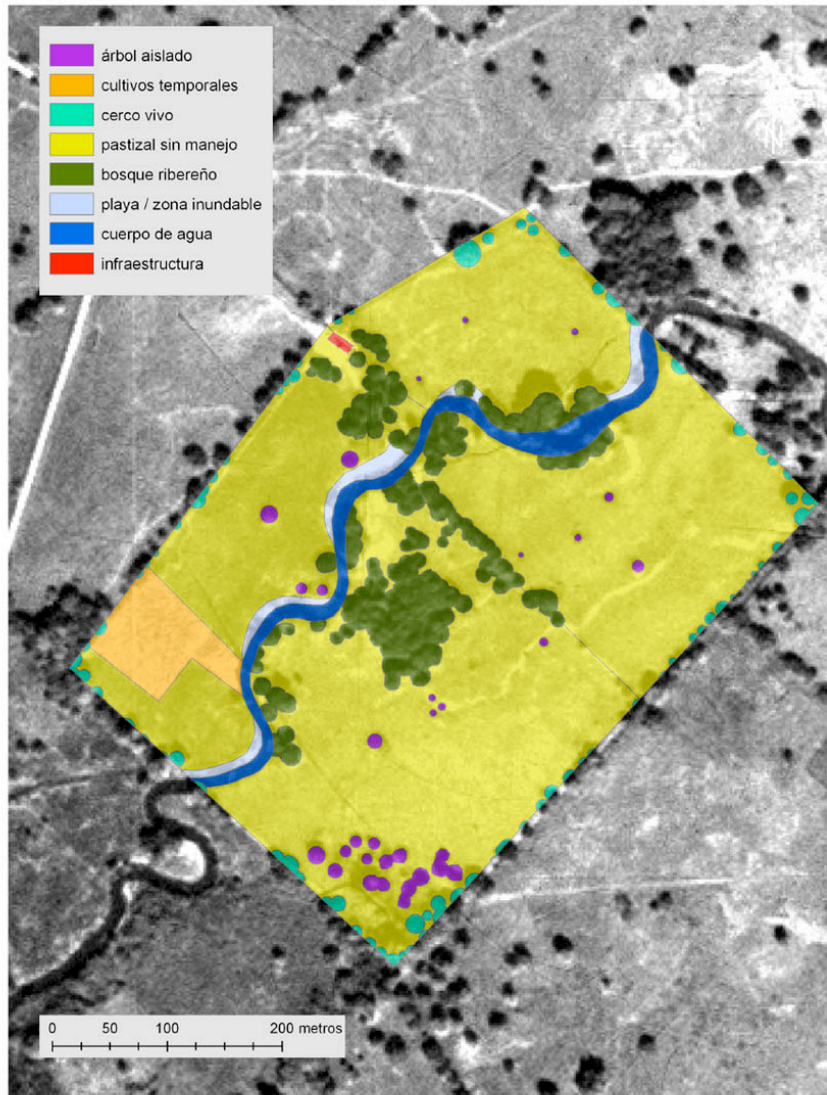 árbol aislado
cultivos temporales
cerco vivo
pastizal sin manejo
bosque ribereño
playa / zona inundable
cuerpo de agua
infraestructura
0 50 100 200 metros